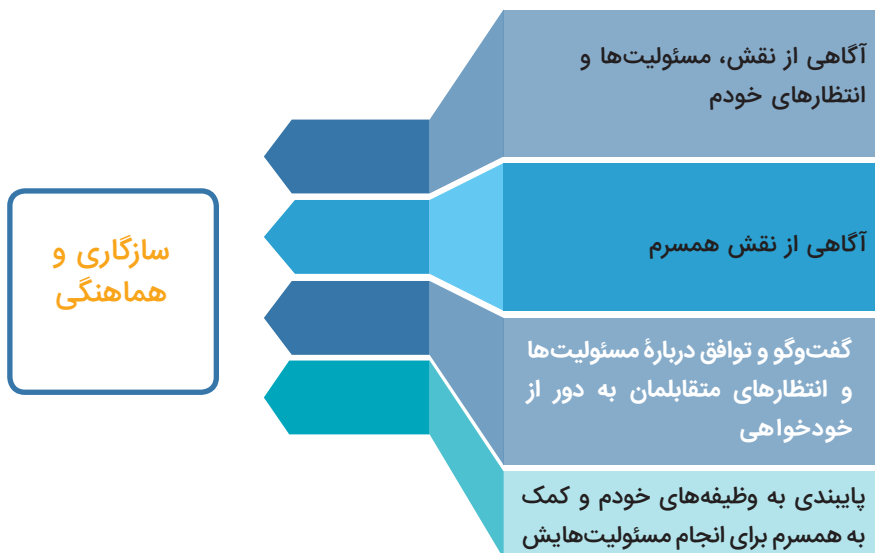 آگاهی از نقش، مسئولیت‌ها و
انتظارهای خودم
آگاهی از نقش همسرم
گفت‌وگو و توافق دربارهٔ مسئولیت‌ها
و انتظارهای متقابلمان به دور از
خودخواهی
پایبندی به وظیفه‌های خودم و کمک
به همسرم برای انجام مسئولیت‌هایش
سازگاری و
هماهنگی